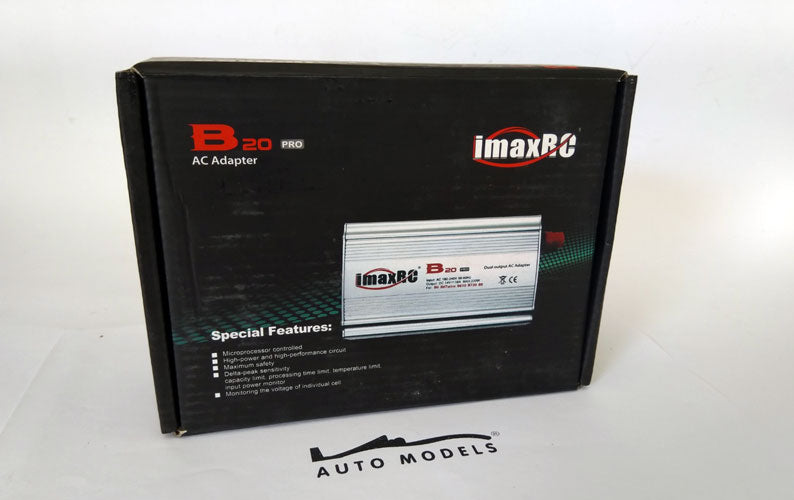 B20 PRO
AC Adapter
imaxRC
imaxRC® B20 PRO
Dual output AC Adapter
Special Features:
Microprocessor controlled
High-power and high-performance circuit
Maximum safety
Delta-peak sensitivity
capacity limit, processing time limit, temperature limit,
input power monitor
Monitoring the voltage of individual cell
AUTO MODELS®